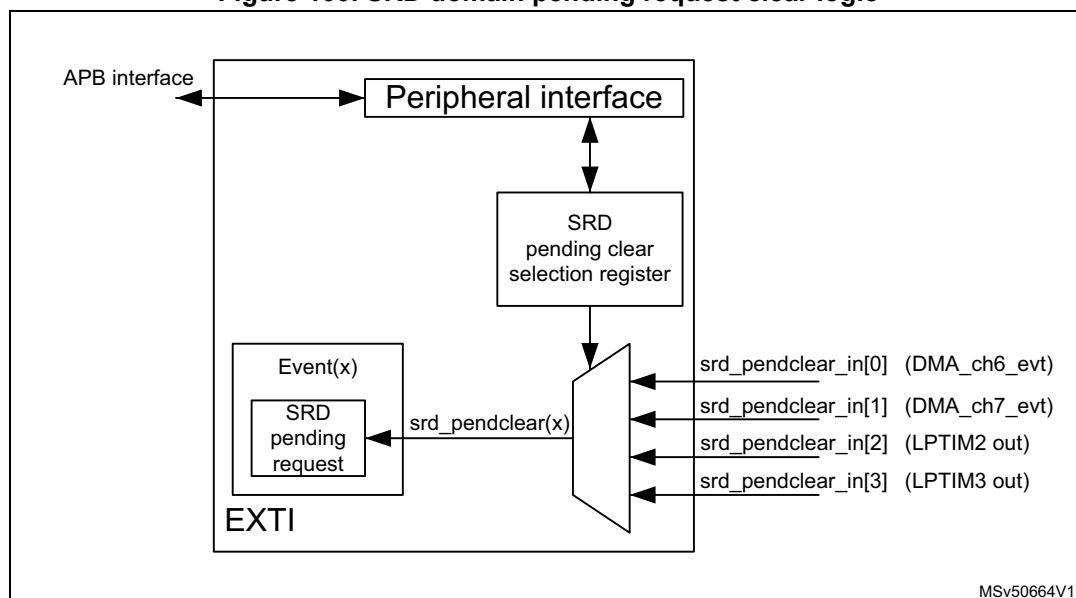 APB interface
Peripheral interface
SRD
pending clear
selection register
Event(x)
SRD
pending
request
srd_pendclear(x)
srd_pendclear_in[0] (DMA_ch6_evt)
srd_pendclear_in[1] (DMA_ch7_evt)
srd_pendclear_in[2] (LPTIM2 out)
srd_pendclear_in[3] (LPTIM3 out)
EXTI
MSv50664V1